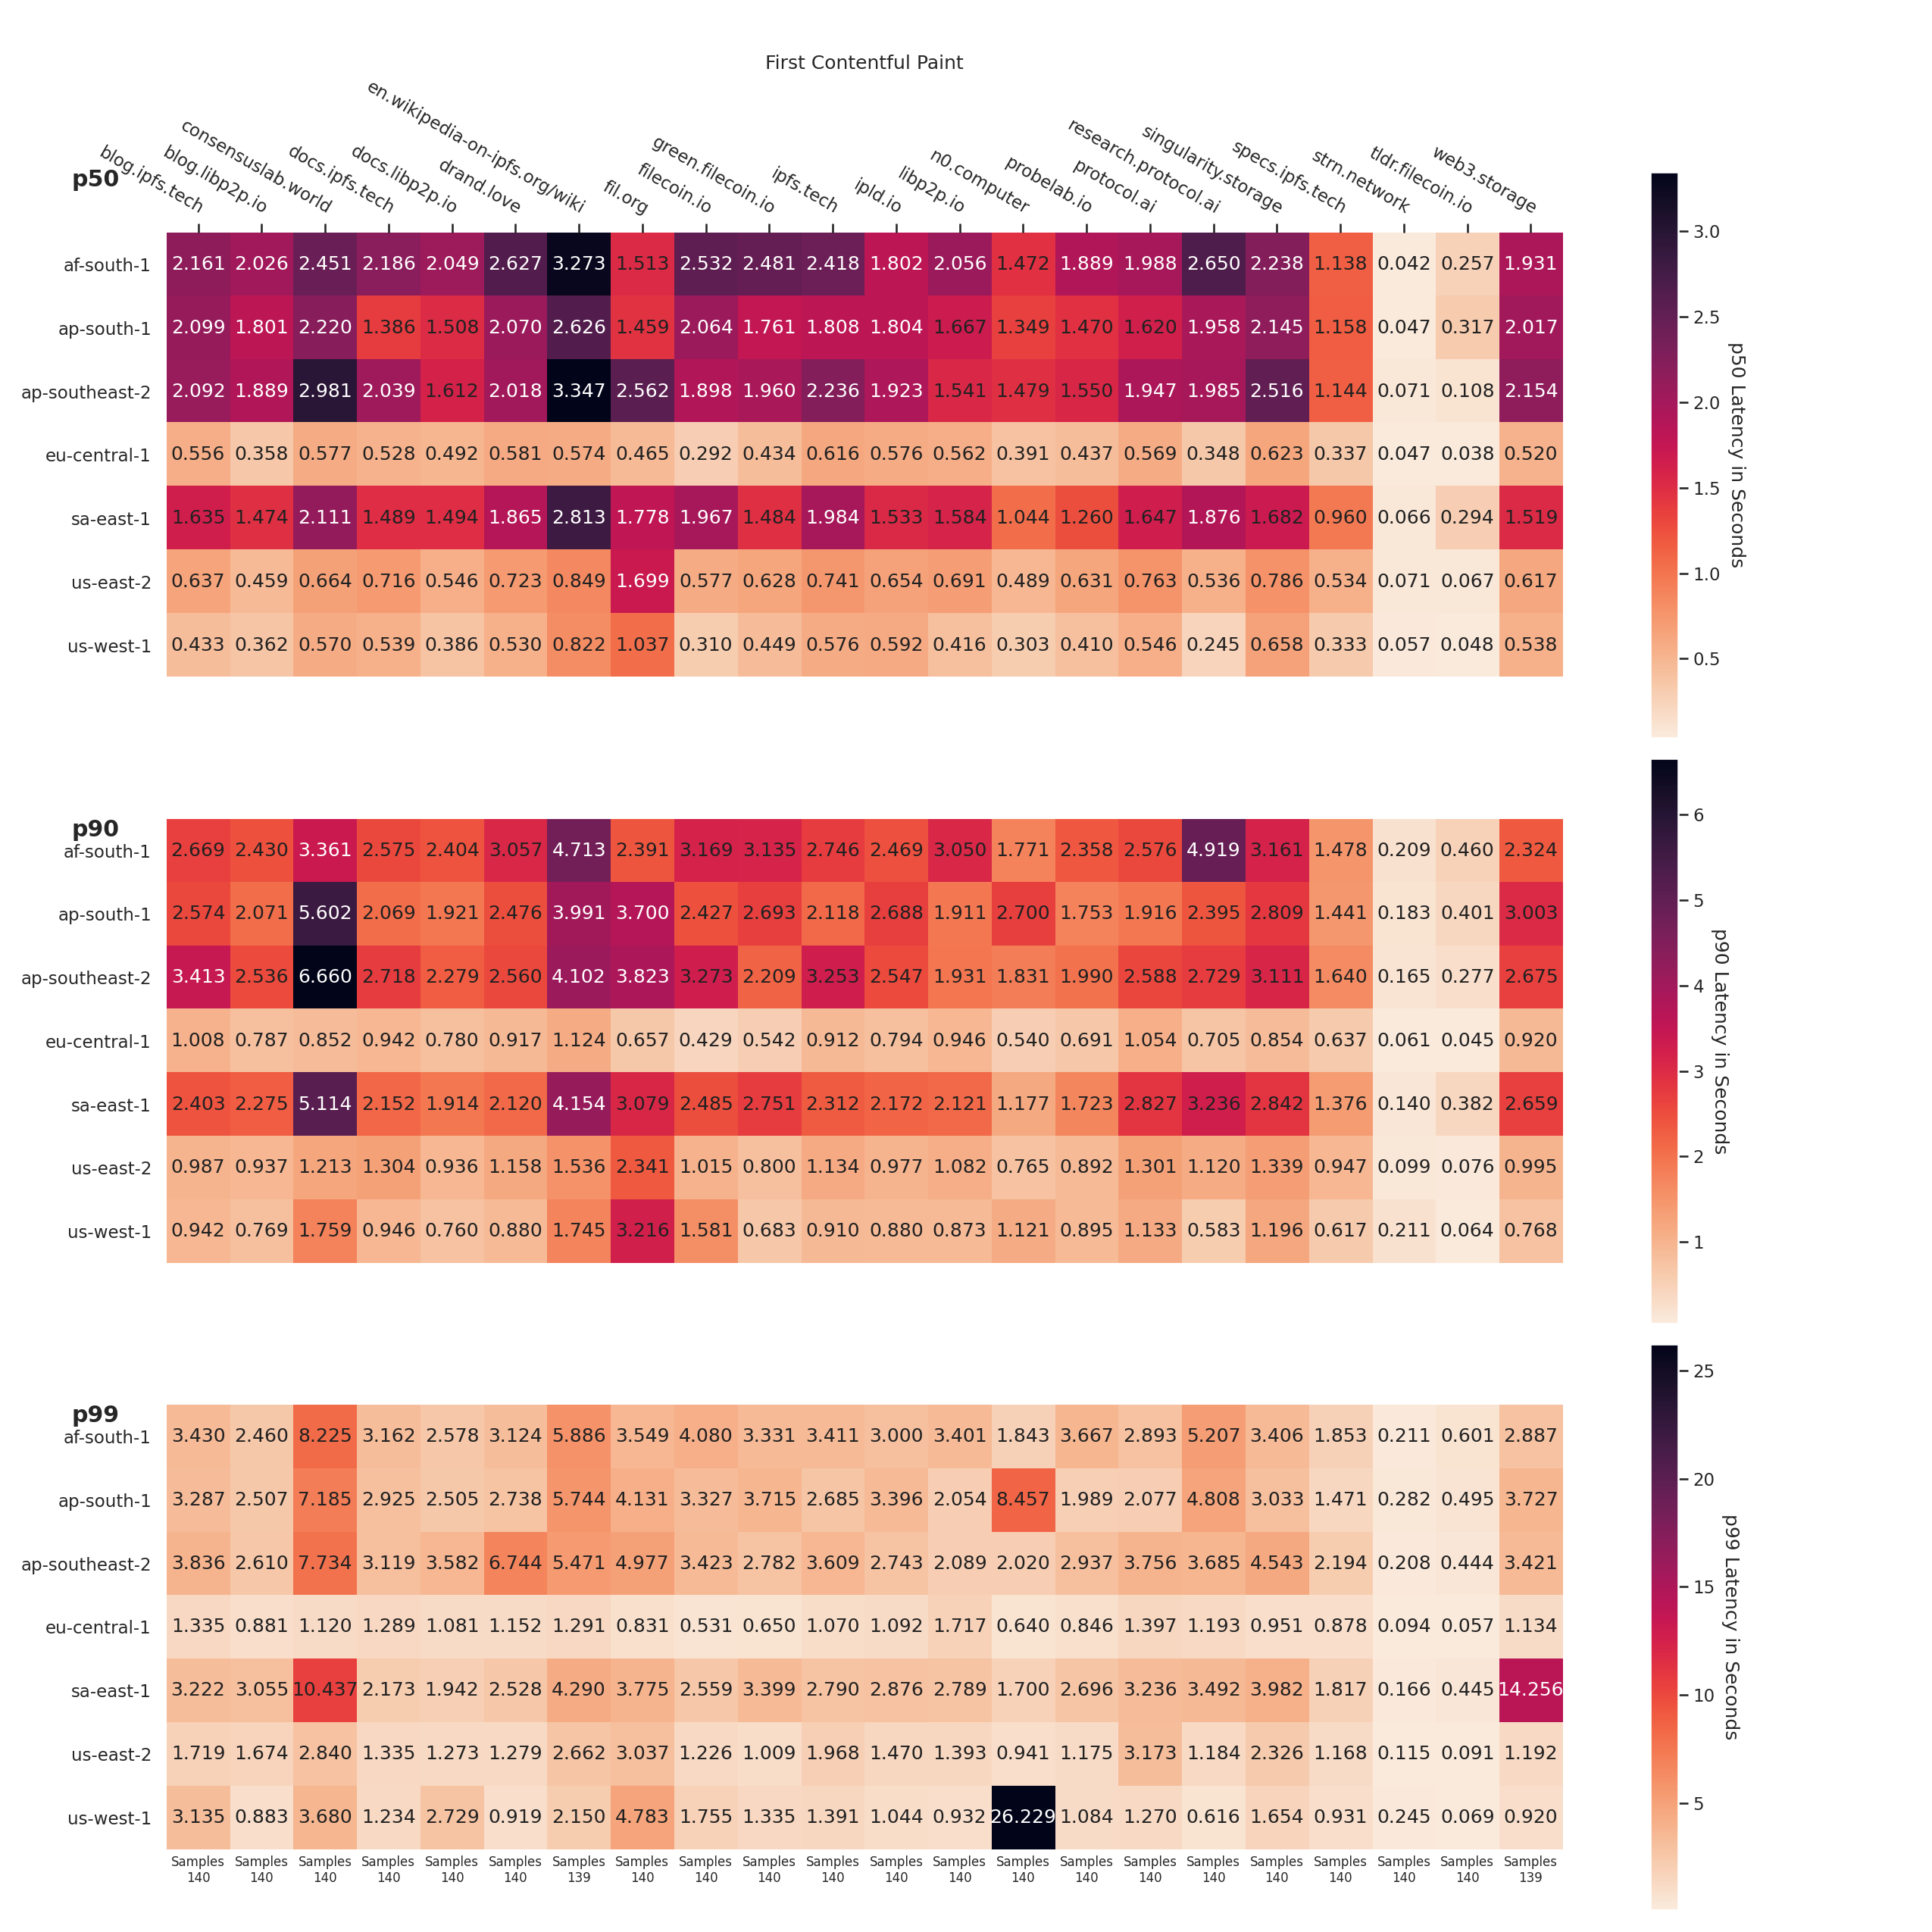 First Contentful Paint
blog.ipfs.tech
blog.libp2p.io
consensuslab.world
docs.ipfs.tech
docs.libp2p.io
drand.love
en.wikipedia-on-ipfs.org/wiki
fil.org
filecoin.io
green.filecoin.io
ipfs.tech
ipld.io
libp2p.io
n0.computer
probelab.io
protocol.ai
research.protocol.ai
singularity.storage
specs.ipfs.tech
strn.network
tldr.filecoin.io
web3.storage
p50
af-south-1 2.161 2.026 2.451 2.186 2.049 2.627 3.273 1.513 2.532 2.481 2.418 1.802 2.056 1.472 1.889 1.988 2.650 2.238 1.138 0.042 0.257 1.931
ap-south-1 2.099 1.801 2.220 1.386 1.508 2.070 2.626 1.459 2.064 1.761 1.808 1.804 1.667 1.349 1.470 1.620 1.958 2.145 1.158 0.047 0.317 2.017
ap-southeast-2 2.092 1.889 2.981 2.039 1.612 2.018 3.347 2.562 1.898 1.960 2.236 1.923 1.541 1.479 1.550 1.947 1.985 2.516 1.144 0.071 0.108 2.154
eu-central-1 0.556 0.358 0.577 0.528 0.492 0.581 0.574 0.465 0.292 0.434 0.616 0.576 0.562 0.391 0.437 0.569 0.348 0.623 0.337 0.047 0.038 0.520
sa-east-1 1.635 1.474 2.111 1.489 1.494 1.865 2.813 1.778 1.967 1.484 1.984 1.533 1.584 1.044 1.260 1.647 1.876 1.682 0.960 0.066 0.294 1.519
us-east-2 0.637 0.459 0.664 0.716 0.546 0.723 0.849 1.699 0.577 0.628 0.741 0.654 0.691 0.489 0.631 0.763 0.536 0.786 0.534 0.071 0.067 0.617
us-west-1 0.433 0.362 0.570 0.539 0.386 0.530 0.822 1.037 0.310 0.449 0.576 0.592 0.416 0.303 0.410 0.546 0.245 0.658 0.333 0.057 0.048 0.538
3.0
2.5
2.0
1.5
1.0
0.5
p50 Latency in Seconds
p90
af-south-1 2.669 2.430 3.361 2.575 2.404 3.057 4.713 2.391 3.169 3.135 2.746 2.469 3.050 1.771 2.358 2.576 4.919 3.161 1.478 0.209 0.460 2.324
ap-south-1 2.574 2.071 5.602 2.069 1.921 2.476 3.991 3.700 2.427 2.693 2.118 2.688 1.911 2.700 1.753 1.916 2.395 2.809 1.441 0.183 0.401 3.003
ap-southeast-2 3.413 2.536 6.660 2.718 2.279 2.560 4.102 3.823 3.273 2.209 3.253 2.547 1.931 1.831 1.990 2.588 2.729 3.111 1.640 0.165 0.277 2.675
eu-central-1 1.008 0.787 0.852 0.942 0.780 0.917 1.124 0.657 0.429 0.542 0.912 0.794 0.946 0.540 0.691 1.054 0.705 0.854 0.637 0.061 0.045 0.920
sa-east-1 2.403 2.275 5.114 2.152 1.914 2.120 4.154 3.079 2.485 2.751 2.312 2.172 2.121 1.177 1.723 2.827 3.236 2.842 1.376 0.140 0.382 2.659
us-east-2 0.987 0.937 1.213 1.304 0.936 1.158 1.536 2.341 1.015 0.800 1.134 0.977 1.082 0.765 0.892 1.301 1.120 1.339 0.947 0.099 0.076 0.995
us-west-1 0.942 0.769 1.759 0.946 0.760 0.880 1.745 3.216 1.581 0.683 0.910 0.880 0.873 1.121 0.895 1.133 0.583 1.196 0.617 0.211 0.064 0.768
6
5
4
3
2
1
p90 Latency in Seconds
p99
af-south-1 3.430 2.460 8.225 3.162 2.578 3.124 5.886 3.549 4.080 3.331 3.411 3.000 3.401 1.843 3.667 2.893 5.207 3.406 1.853 0.211 0.601 2.887
ap-south-1 3.287 2.507 7.185 2.925 2.505 2.738 5.744 4.131 3.327 3.715 2.685 3.396 2.054 8.457 1.989 2.077 4.808 3.033 1.471 0.282 0.495 3.727
ap-southeast-2 3.836 2.610 7.734 3.119 3.582 6.744 5.471 4.977 3.423 2.782 3.609 2.743 2.089 2.020 2.937 3.756 3.685 4.543 2.194 0.208 0.444 3.421
eu-central-1 1.335 0.881 1.120 1.289 1.081 1.152 1.291 0.831 0.531 0.650 1.070 1.092 1.717 0.640 0.846 1.397 1.193 0.951 0.878 0.094 0.057 1.134
sa-east-1 3.222 3.055 10.437 2.173 1.942 2.528 4.290 3.775 2.559 3.399 2.790 2.876 2.789 1.700 2.696 3.236 3.492 3.982 1.817 0.166 0.445 14.256
us-east-2 1.719 1.674 2.840 1.335 1.273 1.279 2.662 3.037 1.226 1.009 1.968 1.470 1.393 0.941 1.175 3.173 1.184 2.326 1.168 0.115 0.091 1.192
us-west-1 3.135 0.883 3.680 1.234 2.729 0.919 2.150 4.783 1.755 1.335 1.391 1.044 0.932 26.229 1.084 1.270 0.616 1.654 0.931 0.245 0.069 0.920
Samples Samples Samples Samples Samples Samples Samples Samples Samples Samples Samples Samples Samples Samples Samples Samples Samples Samples Samples Samples Samples Samples
140 140 140 140 140 140 139 140 140 140 140 140 140 140 140 140 140 140 140 140 140 139
25
20
15
10
5
p99 Latency in Seconds